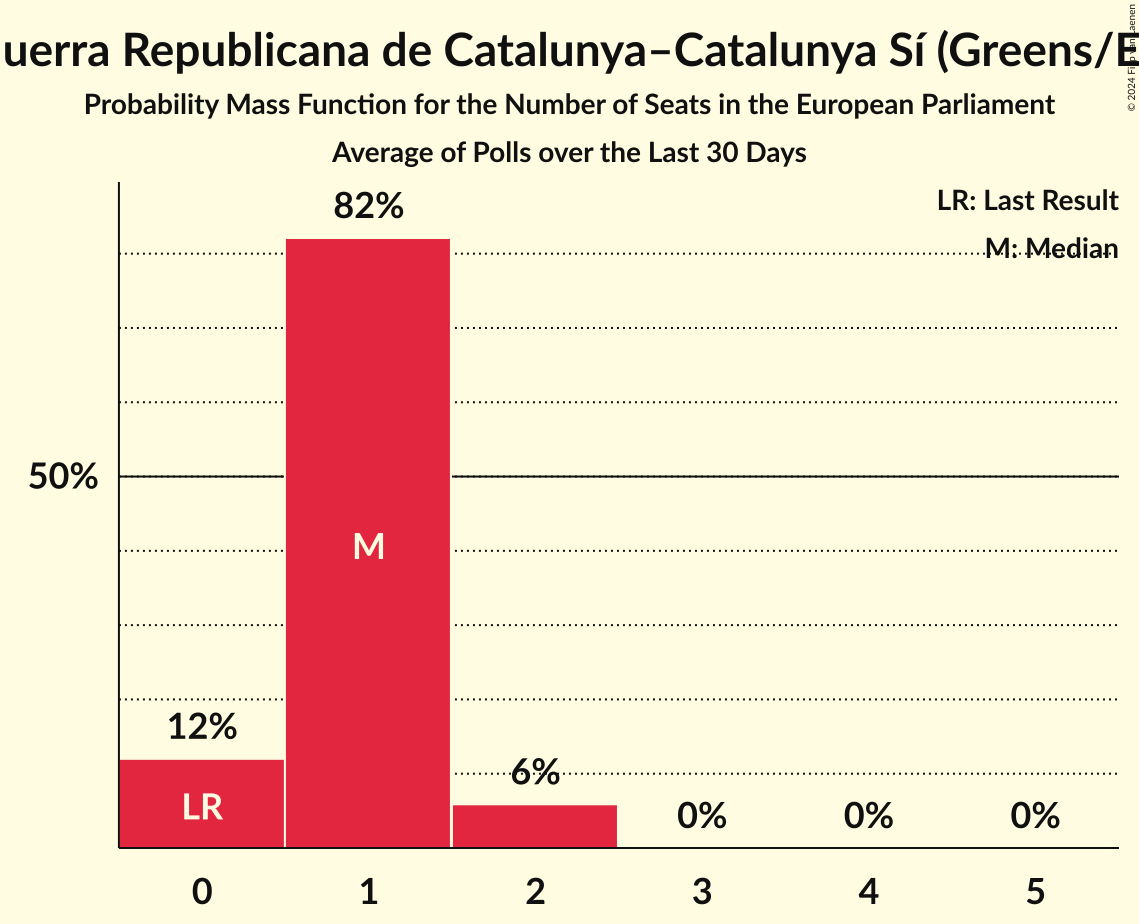 uerra Republicana de Catalunya–Catalunya Sí (Greens/E
Probability Mass Function for the Number of Seats in the European Parliament
Average of Polls over the Last 30 Days
LR: Last Result
M: Median
82%
50%
M
12%
LR
6%
0%
0%
0%
0
1
2
3
4
5
© 2024 Filip van Laenen